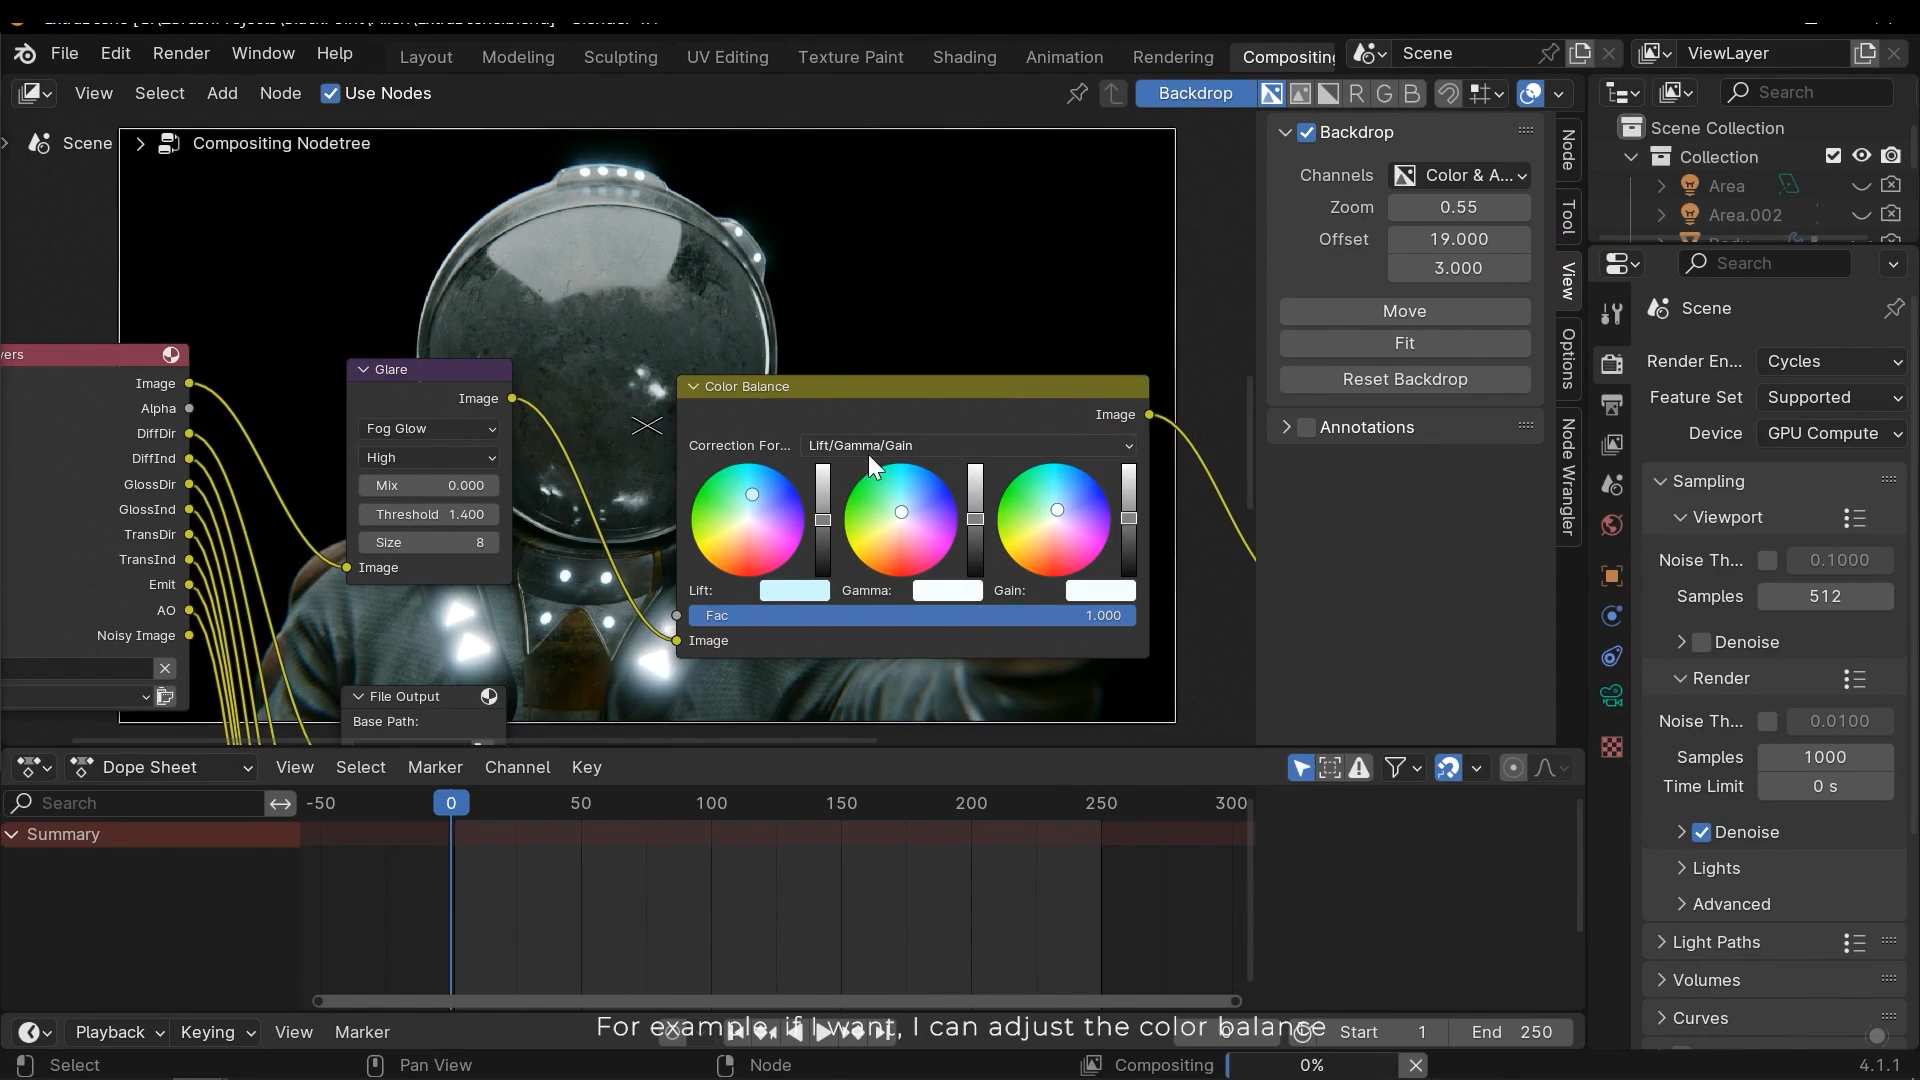 File Edit Render Window Help Layout Modeling Sculpting UV Editing Texture Paint Shading Animation Rendering Compositing Scene ViewLayer
View Select Add Node Use Nodes Backdrop R G B Search
Scene Compositing Nodetree
Backdrop
Channels Color & A...
Zoom 0.55
Offset 19.000
3.000
Move
Fit
Reset Backdrop
Annotations
Node
Tool
View
Options
Node Wrangler
Scene Collection
Collection
Area
Area.002
Search
Scene
Render En... Cycles
Feature Set Supported
Device GPU Compute
Sampling
Viewport
Noise Th... 0.1000
Samples 512
Denoise
Render
Noise Th... 0.0100
Samples 1000
Time Limit 0 s
Denoise
Lights
Advanced
Light Paths
Volumes
Curves
yers
Image
Alpha
DiffDir
DiffInd
GlossDir
GlossInd
TransDir
TransInd
Emit
AO
Noisy Image
Glare
Image
Fog Glow
High
Mix 0.000
Threshold 1.400
Size 8
Image
Color Balance
Image
Correction For... Lift/Gamma/Gain
Lift: Gamma: Gain:
Fac 1.000
Image
File Output
Base Path:
Dope Sheet View Select Marker Channel Key
Search -50 0 50 100 150 200 250 300
Summary
Playback Keying View Marker 0 Start 1 End 250
For example, if I want, I can adjust the color balance
Select Pan View Node Compositing 0% 4.1.1